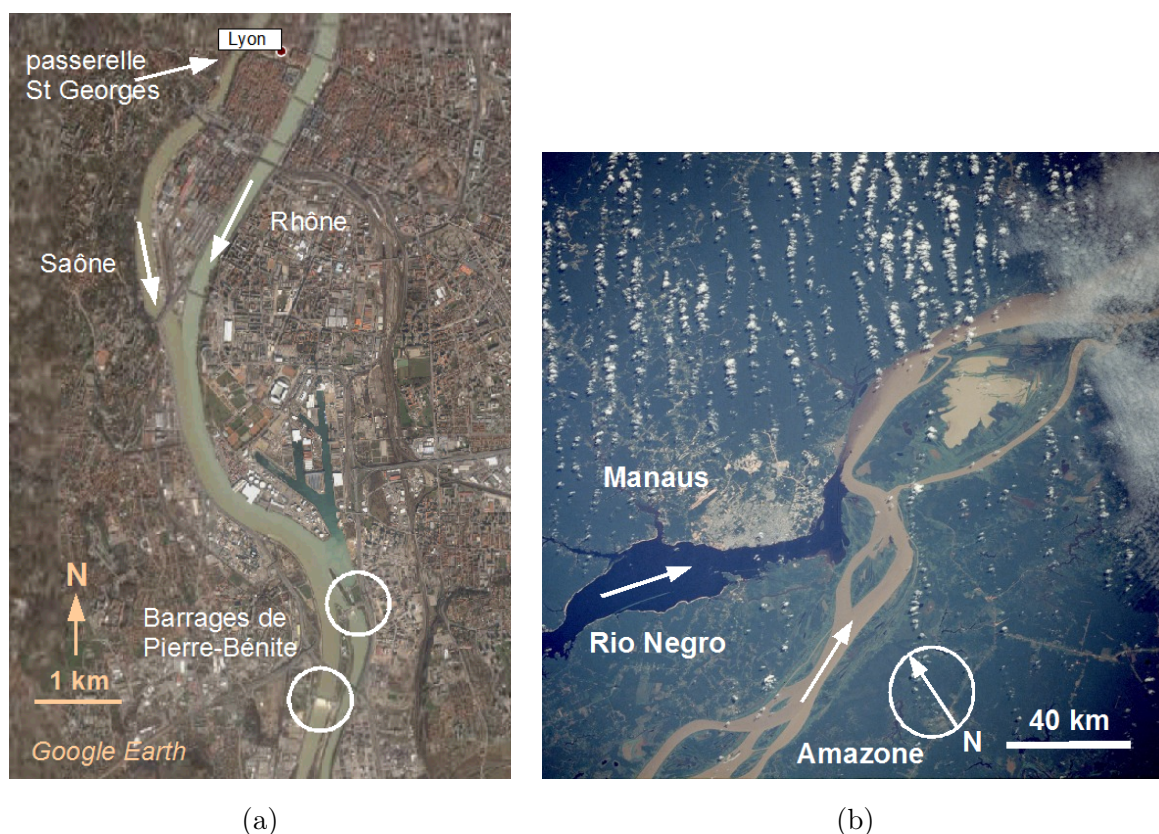 Lyon
passerelle
St Georges
Rhône
Saône
N
Barrages de
Pierre-Bénite
1 km
Google Earth
(a)
Manaus
Rio Negro
Amazone
N
40 km
(b)